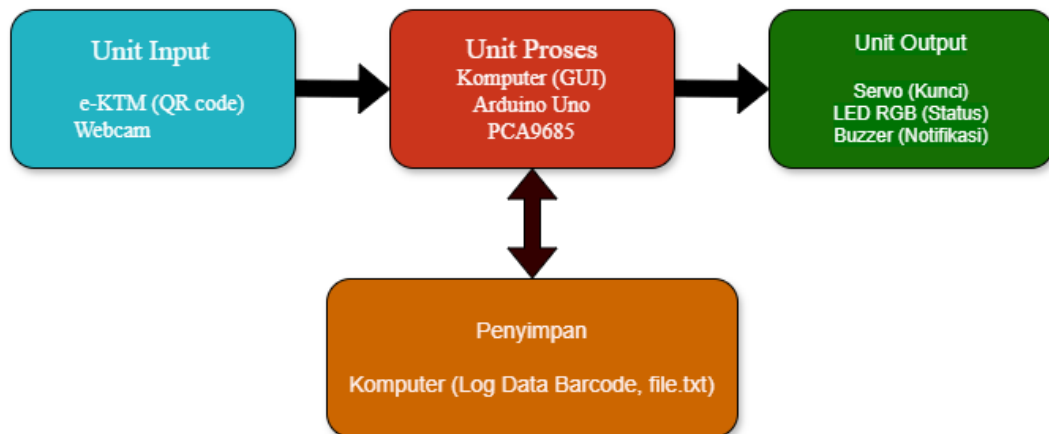 Unit Input
e-KTM (QR code)
Webcam
Unit Proses
Komputer (GUI)
Arduino Uno
PCA9685
Unit Output
Servo (Kunci)
LED RGB (Status)
Buzzer (Notifikasi)
Penyimpan
Komputer (Log Data Barcode, file.txt)